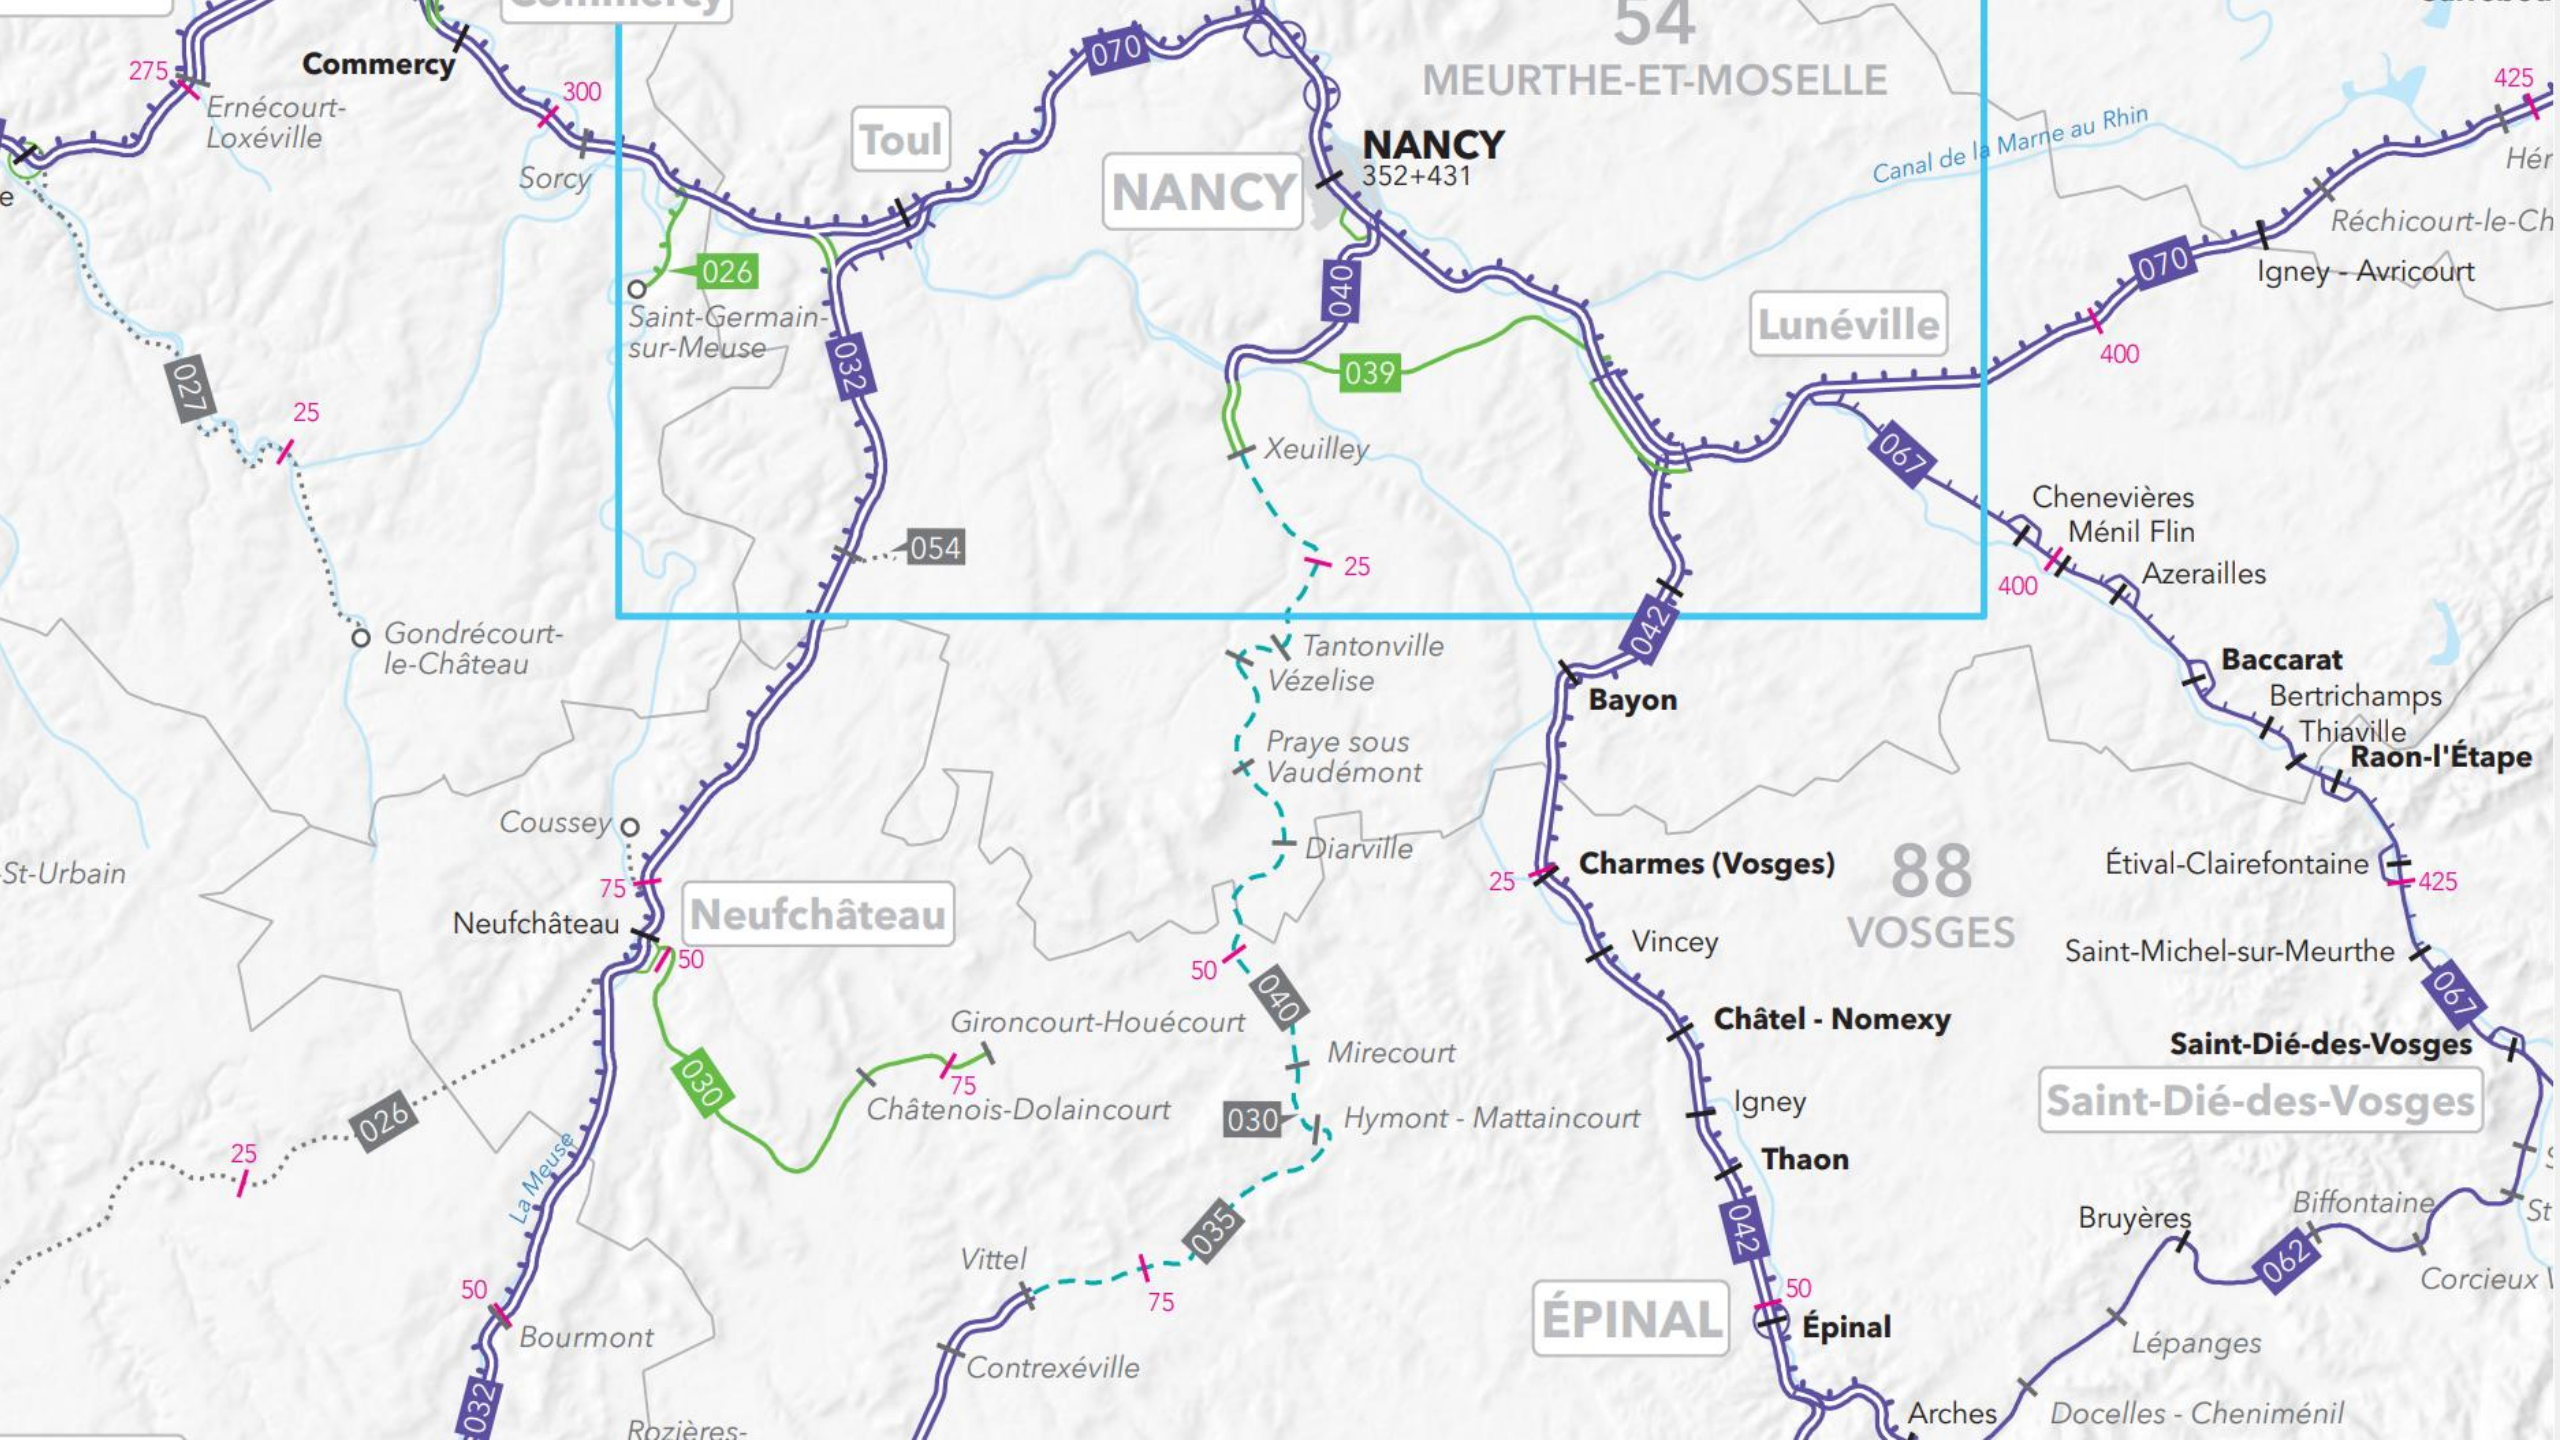 Commercy
54
MEURTHE-ET-MOSELLE
070
275
Commercy
300
Ernécourt-
Loxéville
Sorcy
Toul
NANCY
NANCY
352+431
Canal de la Marne au Rhin
425
Réchicourt-le-Ch
070
Igney - Avricourt
026
Saint-Germain-
sur-Meuse
032
040
039
Lunéville
400
027
25
Xeuilley
067
Chenevières
Ménil Flin
400
Azerailles
054
25
Gondrécourt-
le-Château
Tantonville
Vézelise
042
Bayon
Baccarat
Bertrichamps
Thiaville
Raon-l'Étape
Praye sous
Vaudémont
Coussey
Diarville
-St-Urbain
75
Neufchâteau
Neufchâteau
50
25
Charmes (Vosges)
88
VOSGES
Étival-Clairefontaine
425
Vincey
Saint-Michel-sur-Meurthe
067
50
040
Gironcourt-Houécourt
Châtel - Nomexy
Saint-Dié-des-Vosges
Saint-Dié-des-Vosges
Mirecourt
030
75
Châtenois-Dolaincourt
030
Hymont - Mattaincourt
Igney
026
25
La Meuse
Thaon
035
042
Bruyères
Biffontaine
St
062
Corcieux
Vittel
75
50
Bourmont
50
ÉPINAL
Épinal
Lépanges
Contrexéville
032
Rozières-
Arches
Docelles - Cheniménil